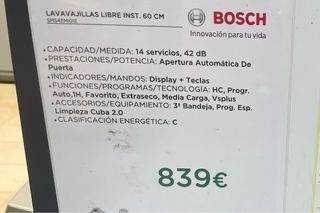 LAVAVAJILLAS LIBRE INST. 60 CM
SMS4EMI01E
BOSCH
Innovación para tu vida
•CAPACIDAD/MEDIDA: 14 servicios, 42 dB
•PRESTACIONES/POTENCIA: Apertura Automática De
Puerta
•INDICADORES/MANDOS: Display + Teclas
•FUNCIONES/PROGRAMAS/TECNOLOGÍA: HC, Progr.
Auto,1H, Favorito, Extraseco, Media Carga, Vsplus
•ACCESORIOS/EQUIPAMIENTO: 3ª Bandeja, Prog. Esp.
Limpieza Cuba 2.0
•CLASIFICACIÓN ENERGÉTICA: C
839€